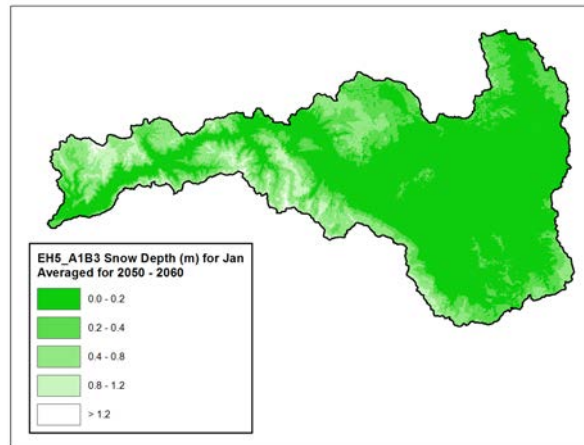 EH5_A1B3 Snow Depth (m) for Jan
Averaged for 2050 - 2060
0.0 - 0.2
0.2 - 0.4
0.4 - 0.8
0.8 - 1.2
> 1.2